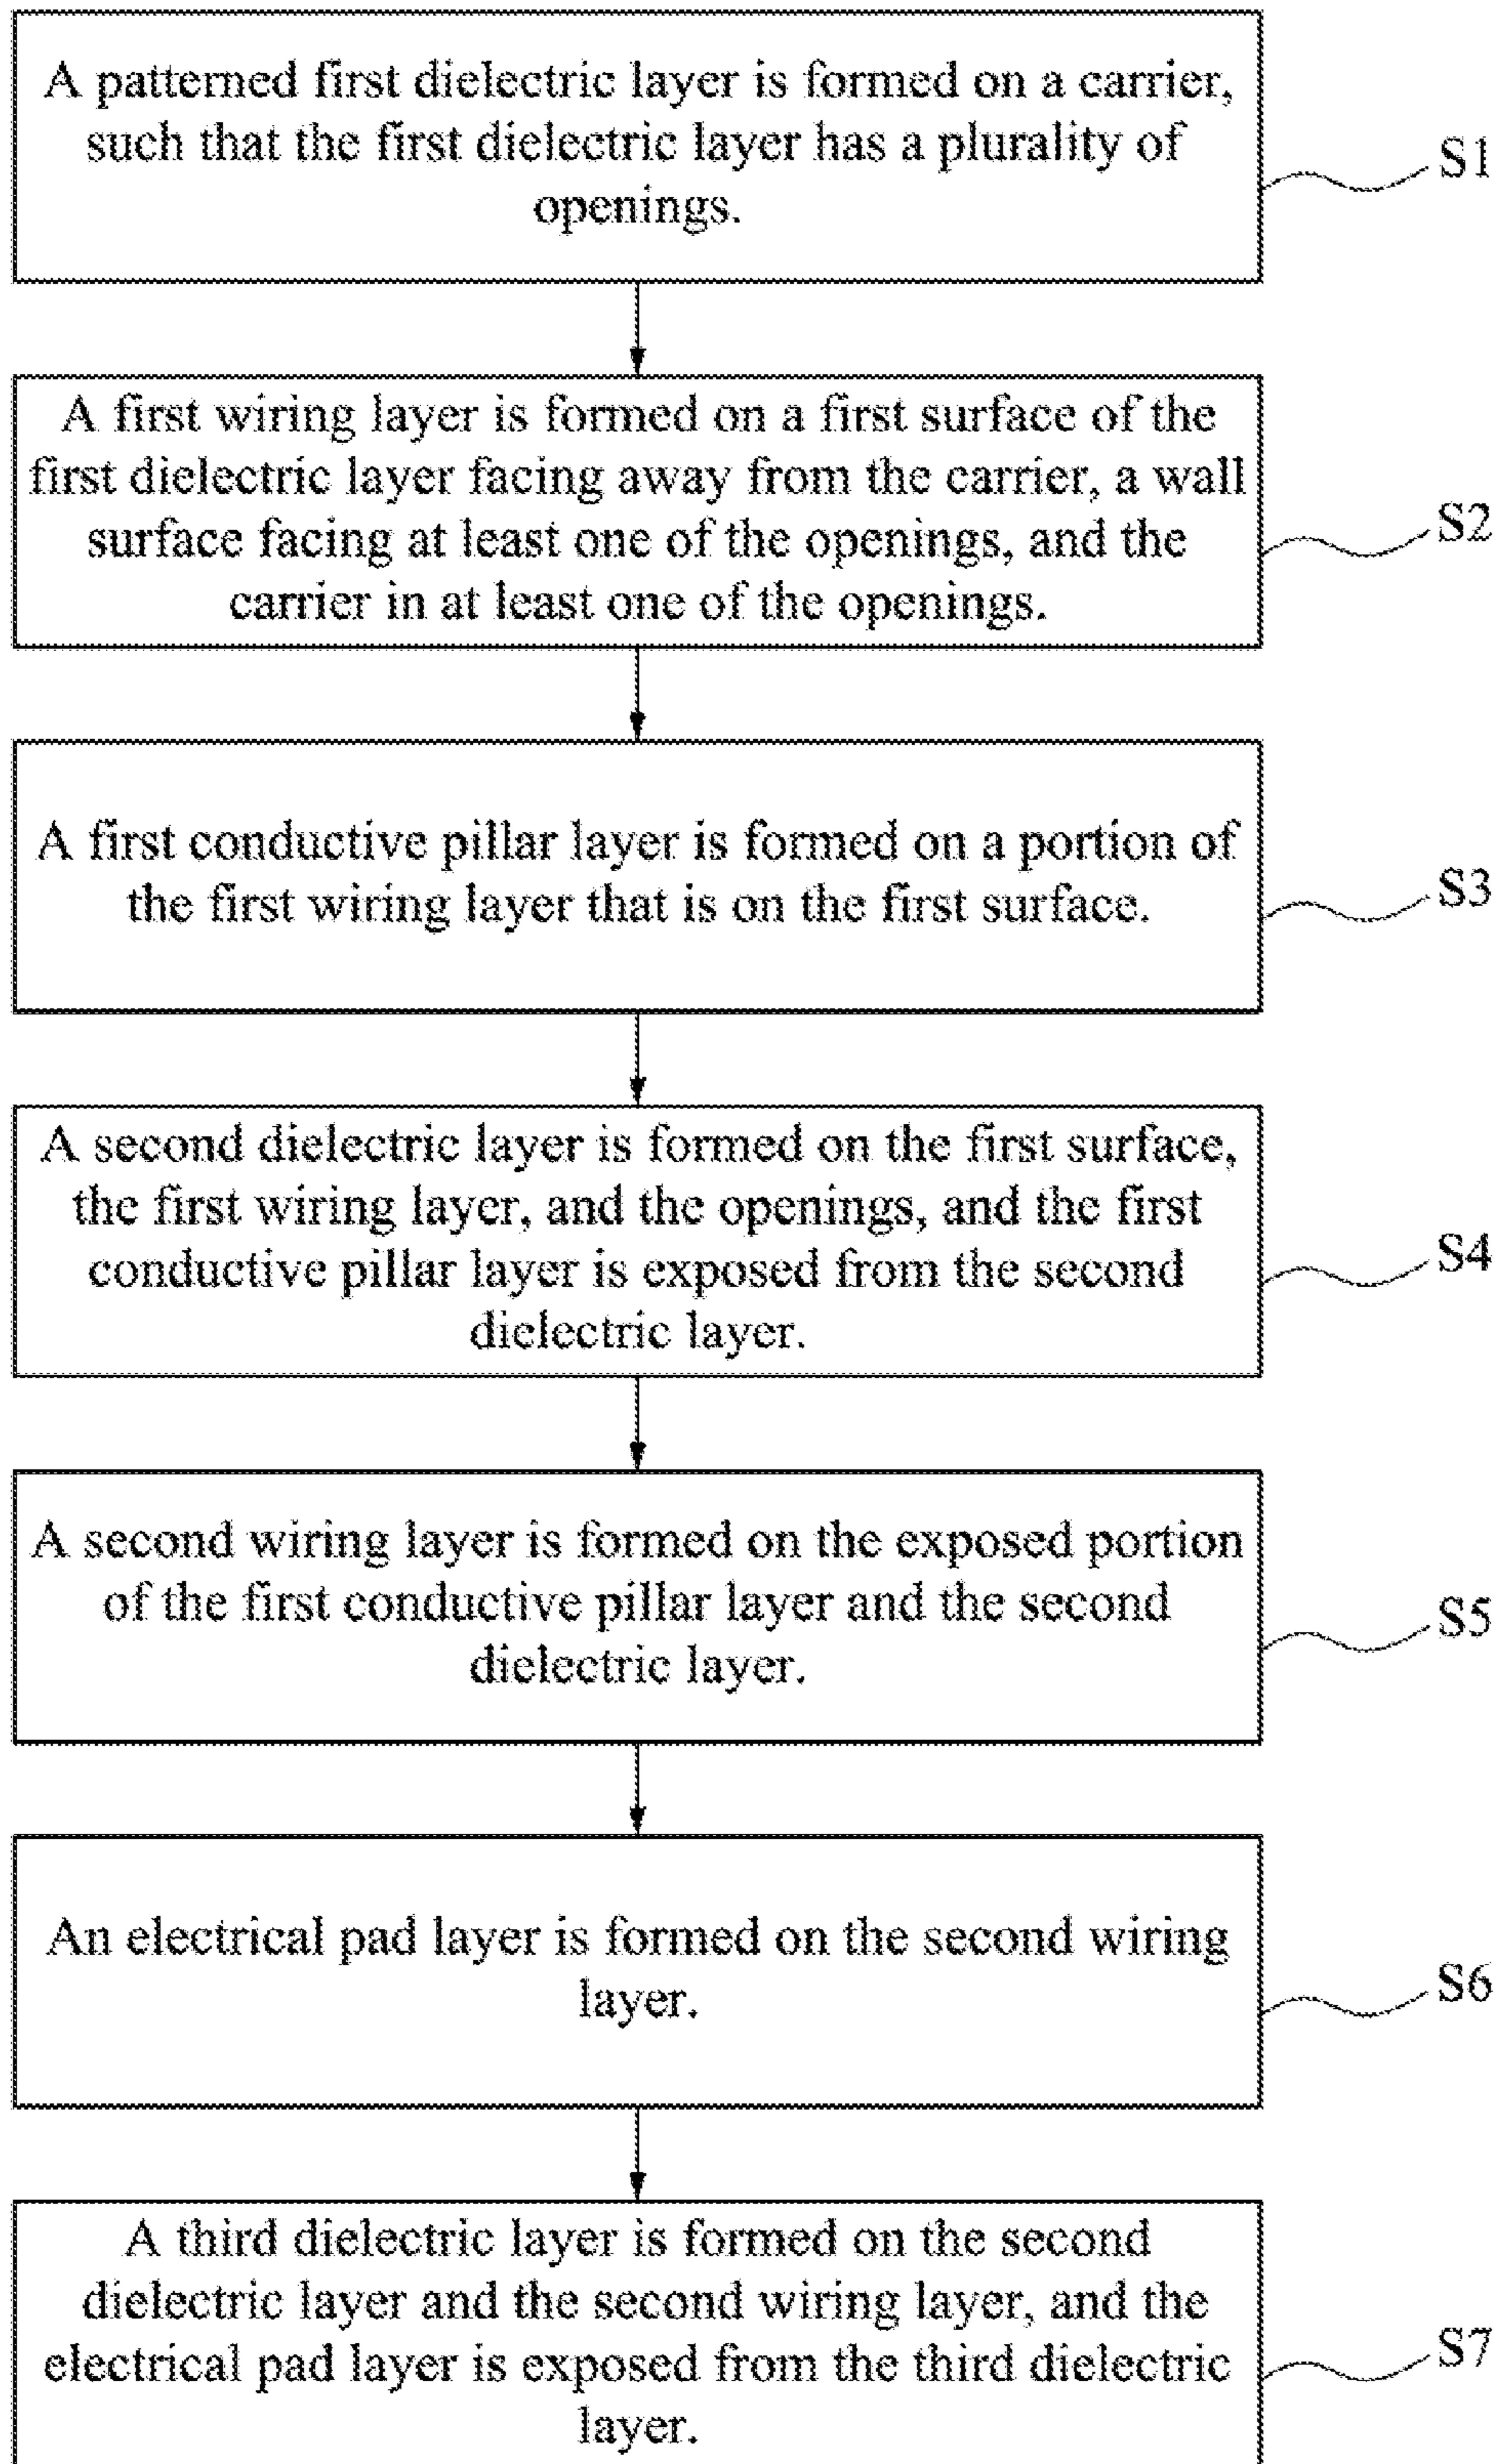 A patterned first dielectric layer is formed on a carrier,
such that the first dielectric layer has a plurality of
openings.
S1
A first wiring layer is formed on a first surface of the
first dielectric layer facing away from the carrier, a wall
surface facing at least one of the openings, and the
carrier in at least one of the openings.
S2
A first conductive pillar layer is formed on a portion of
the first wiring layer that is on the first surface.
S3
A second dielectric layer is formed on the first surface,
the first wiring layer, and the openings, and the first
conductive pillar layer is exposed from the second
dielectric layer.
S4
A second wiring layer is formed on the exposed portion
of the first conductive pillar layer and the second
dielectric layer.
S5
An electrical pad layer is formed on the second wiring
layer.
S6
A third dielectric layer is formed on the second
dielectric layer and the second wiring layer, and the
electrical pad layer is exposed from the third dielectric
layer.
S7